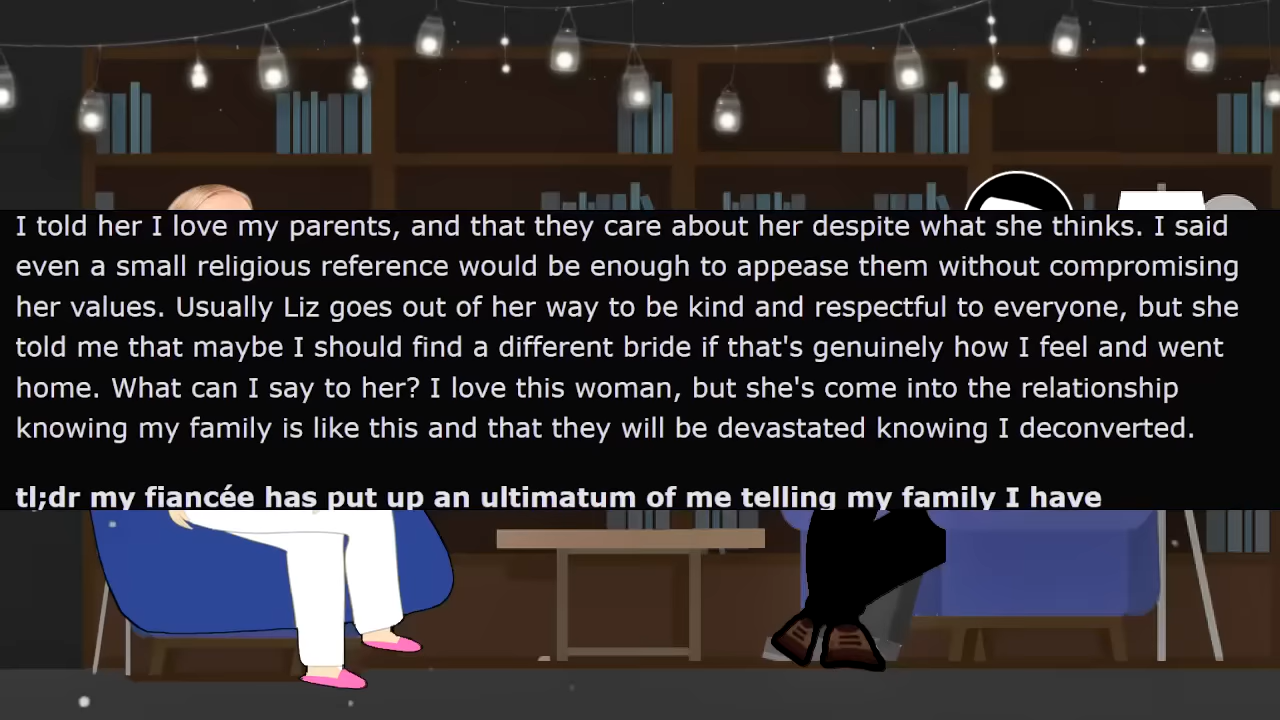 I told her I love my parents, and that they care about her despite what she thinks. I said
even a small religious reference would be enough to appease them without compromising
her values. Usually Liz goes out of her way to be kind and respectful to everyone, but she
told me that maybe I should find a different bride if that's genuinely how I feel and went
home. What can I say to her? I love this woman, but she's come into the relationship
knowing my family is like this and that they will be devastated knowing I deconverted.
tl;dr my fiancée has put up an ultimatum of me telling my family I have